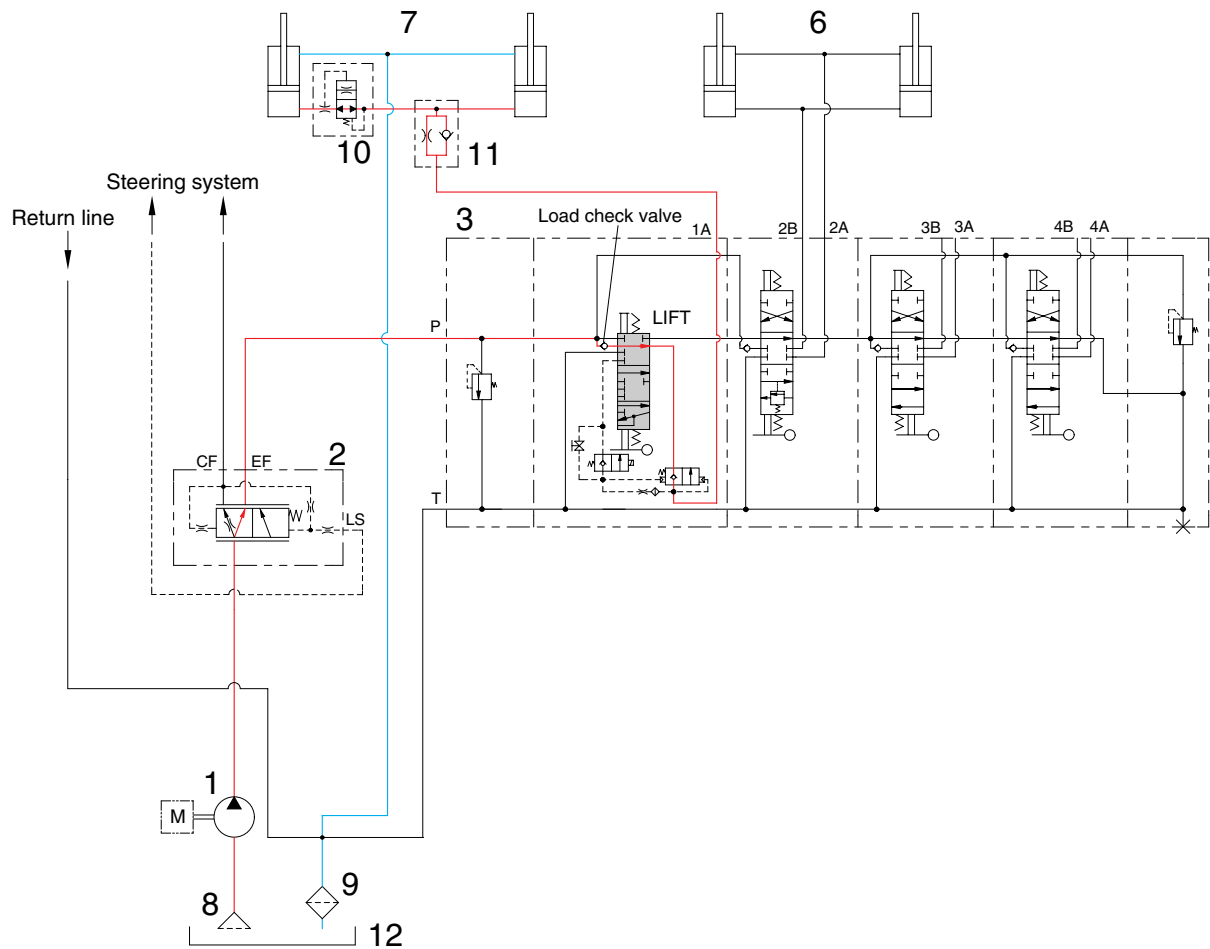 7
6
10
11
Steering system
Return line
3
Load check valve
1A
2B
2A
3B
3A
4B
4A
LIFT
P
CF
EF
2
LS
T
1
M
8
9
12